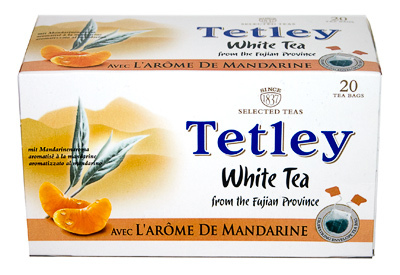 Tetley
20
White Tea
from the Fujian Province
AVEC L'ARÔME DE MANDARINE
SINCE
1837
SELECTED TEAS
20
TEA BAGS
Tetley
mit Mandarinenaroma
aromatisé à la mandarine
aromatizzato al mandarino
White Tea
from the Fujian Province
AVEC L'ARÔME DE MANDARINE